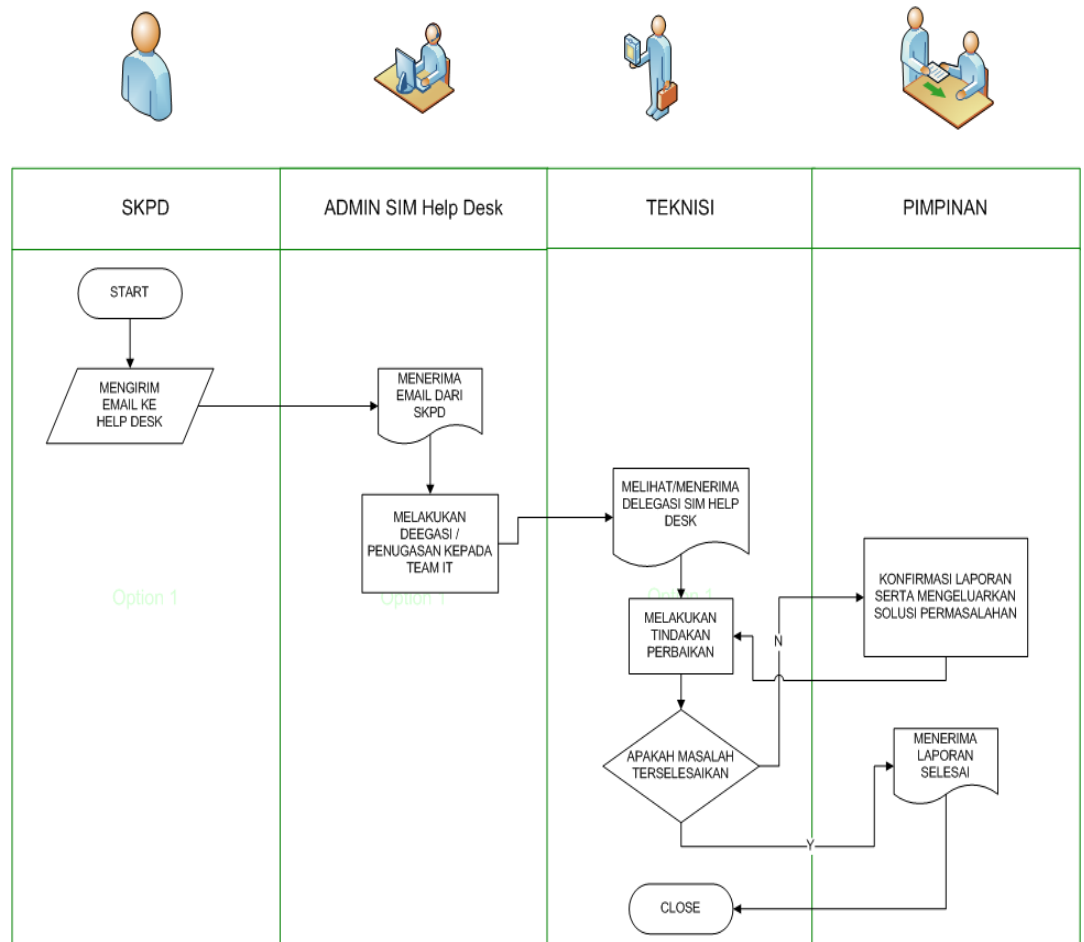 SKPD
ADMIN SIM Help Desk
TEKNISI
PIMPINAN
START
MENGIRIM
EMAIL KE
HELP DESK
MENERIMA
EMAIL DARI
SKPD
MELAKUKAN
DEEGASI /
PENUGASAN KEPADA
TEAM IT
MELIHAT/MENERIMA
DELEGASI SIM HELP
DESK
KONFIRMASI LAPORAN
SERTA MENGELUARKAN
SOLUSI PERMASALAHAN
Option 1
Option 1
Option 1
MELAKUKAN
TINDAKAN
PERBAIKAN
N
APAKAH MASALAH
TERSELESAIKAN
MENERIMA
LAPORAN
SELESAI
Y
CLOSE